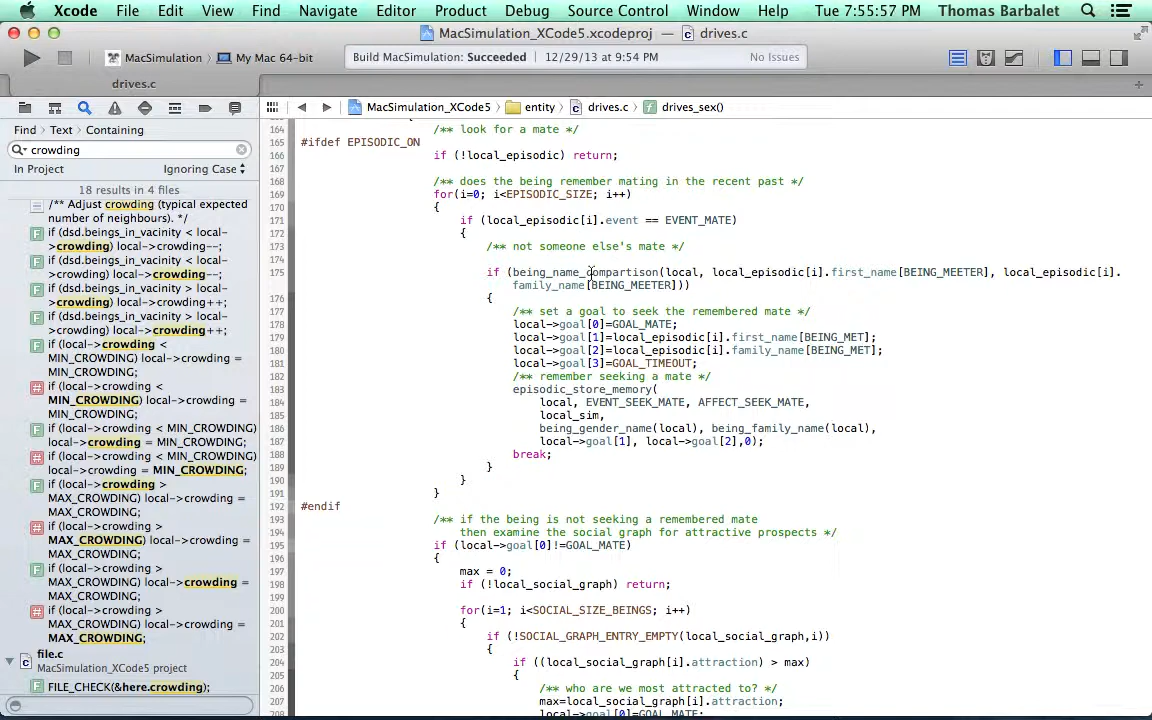 Xcode File Edit View Find Navigate Editor Product Debug Source Control Window Help Tue 7:55:57 PM Thomas Barbalet
MacSimulation_XCode5.xcodeproj — drives.c
MacSimulation > My Mac 64-bit
Build MacSimulation: Succeeded | 12/29/13 at 9:54 PM No Issues
drives.c
MacSimulation_XCode5 > entity > drives.c > drives_sex()
Find > Text > Containing
crowding
In Project Ignoring Case
18 results in 4 files
/** Adjust crowding (typical expected
number of neighbours). */
if (dsd.beings_in_vacinity < local-
>crowding) local->crowding--;
if (dsd.beings_in_vacinity < local-
>crowding) local->crowding--;
if (dsd.beings_in_vacinity > local-
>crowding) local->crowding++;
if (dsd.beings_in_vacinity > local-
>crowding) local->crowding++;
if (local->crowding <
MIN_CROWDING) local->crowding =
MIN_CROWDING;
if (local->crowding <
MIN_CROWDING) local->crowding =
MIN_CROWDING;
if (local->crowding < MIN_CROWDING)
local->crowding = MIN_CROWDING;
if (local->crowding < MIN_CROWDING)
local->crowding = MIN_CROWDING;
if (local->crowding >
MAX_CROWDING) local->crowding =
MAX_CROWDING;
if (local->crowding >
MAX_CROWDING) local->crowding =
MAX_CROWDING;
if (local->crowding >
MAX_CROWDING) local->crowding =
MAX_CROWDING;
if (local->crowding >
MAX_CROWDING) local->crowding =
MAX_CROWDING;
file.c
MacSimulation_XCode5 project
FILE_CHECK(&here.crowding);
164 /** look for a mate */
165 #ifdef EPISODIC_ON
166 if (!local_episodic) return;
167
168 /** does the being remember mating in the recent past */
169 for(i=0; i<EPISODIC_SIZE; i++)
170 {
171 if (local_episodic[i].event == EVENT_MATE)
172 {
173 /** not someone else's mate */
174
175 if (being_name_compartison(local, local_episodic[i].first_name[BEING_MEETER], local_episodic[i].
family_name[BEING_MEETER]))
176 {
177 /** set a goal to seek the remembered mate */
178 local->goal[0]=GOAL_MATE;
179 local->goal[1]=local_episodic[i].first_name[BEING_MET];
180 local->goal[2]=local_episodic[i].family_name[BEING_MET];
181 local->goal[3]=GOAL_TIMEOUT;
182 /** remember seeking a mate */
183 episodic_store_memory(
184 local, EVENT_SEEK_MATE, AFFECT_SEEK_MATE,
185 local_sim,
186 being_gender_name(local), being_family_name(local),
187 local->goal[1], local->goal[2],0);
188 break;
189 }
190 }
191 }
192 #endif
193 /** if the being is not seeking a remembered mate
194 then examine the social graph for attractive prospects */
195 if (local->goal[0]!=GOAL_MATE)
196 {
197 max = 0;
198 if (!local_social_graph) return;
199
200 for(i=1; i<SOCIAL_SIZE_BEINGS; i++)
201 {
202 if (!SOCIAL_GRAPH_ENTRY_EMPTY(local_social_graph,i))
203 {
204 if ((local_social_graph[i].attraction) > max)
205 {
206 /** who are we most attracted to? */
207 max=local_social_graph[i].attraction;
208 local->goal[0]=GOAL_MATE;